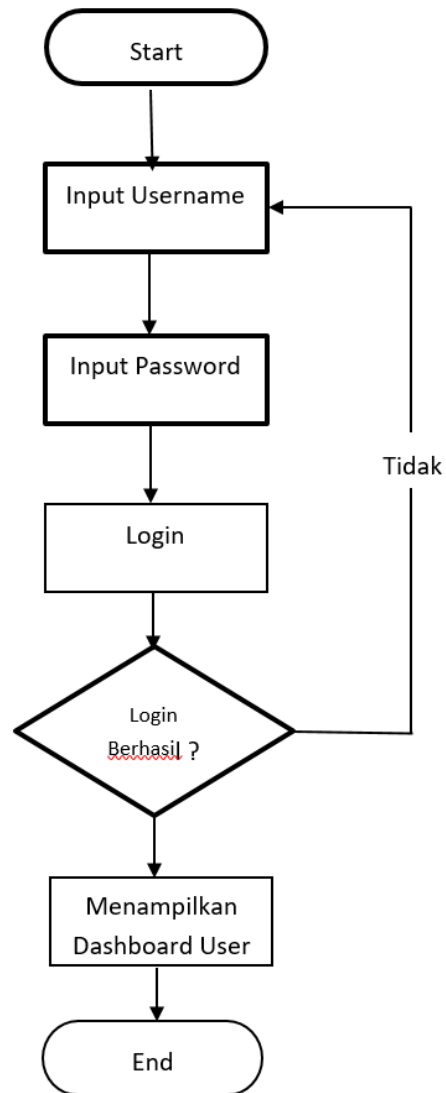 Start
Input Username
Input Password
Tidak
Login
Login
Berhasil ?
Menampilkan
Dashboard User
End